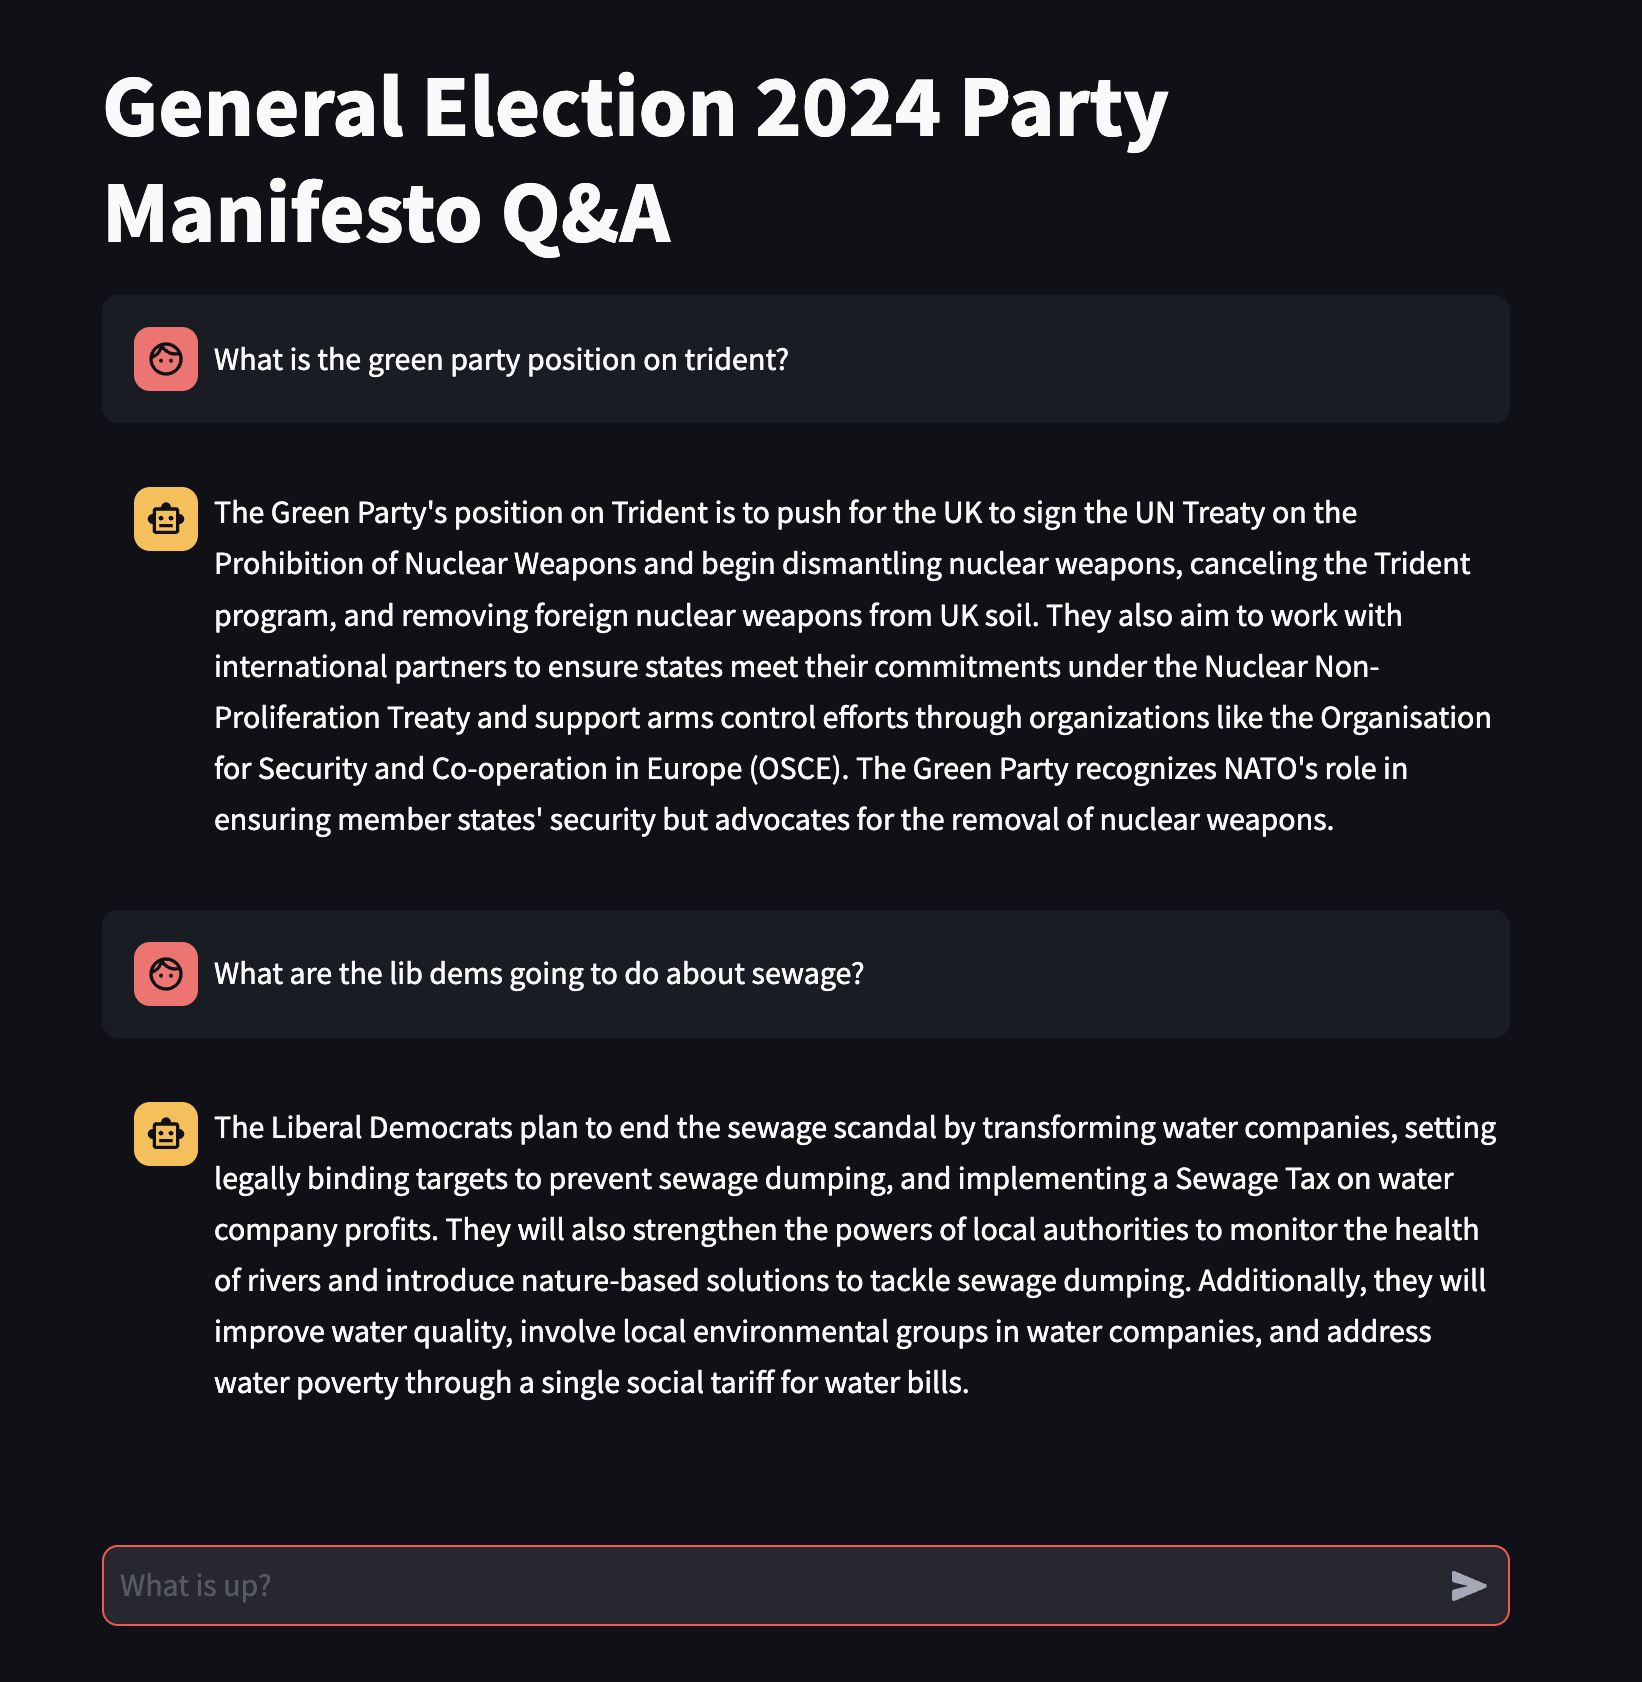 General Election 2024 Party
Manifesto Q&A
What is the green party position on trident?
The Green Party's position on Trident is to push for the UK to sign the UN Treaty on the
Prohibition of Nuclear Weapons and begin dismantling nuclear weapons, canceling the Trident
program, and removing foreign nuclear weapons from UK soil. They also aim to work with
international partners to ensure states meet their commitments under the Nuclear Non-
Proliferation Treaty and support arms control efforts through organizations like the Organisation
for Security and Co-operation in Europe (OSCE). The Green Party recognizes NATO's role in
ensuring member states' security but advocates for the removal of nuclear weapons.
What are the lib dems going to do about sewage?
The Liberal Democrats plan to end the sewage scandal by transforming water companies, setting
legally binding targets to prevent sewage dumping, and implementing a Sewage Tax on water
company profits. They will also strengthen the powers of local authorities to monitor the health
of rivers and introduce nature-based solutions to tackle sewage dumping. Additionally, they will
improve water quality, involve local environmental groups in water companies, and address
water poverty through a single social tariff for water bills.
What is up?